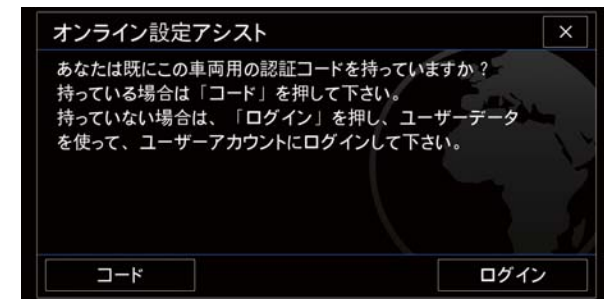 オンライン設定アシスト ×
あなたは既にこの車両用の認証コードを持っていますか？
持っている場合は「コード」を押して下さい。
持っていない場合は、「ログイン」を押し、ユーザーデータ
を使って、ユーザーアカウントにログインして下さい。
コード ログイン